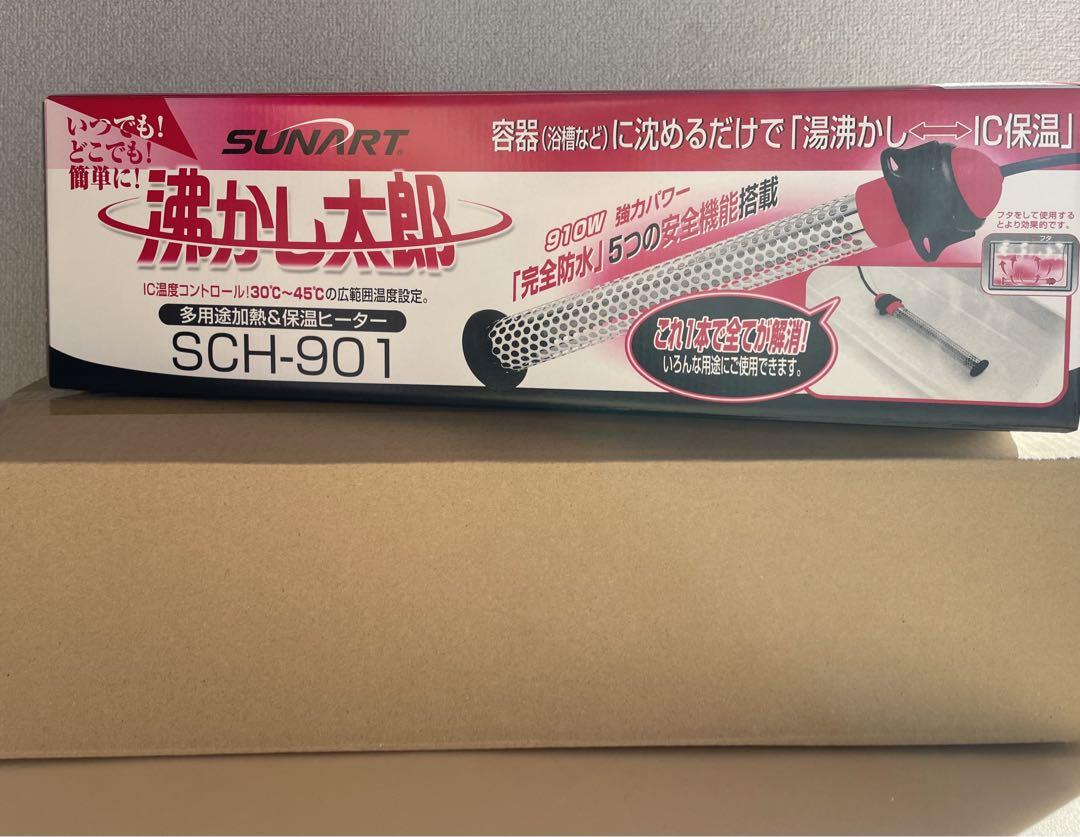 いつでも!
どこでも!
簡単に!
SUNART
沸かし太郎
IC温度コントロール!30℃〜45℃の広範囲温度設定。
多用途加熱&保温ヒーター
SCH-901
容器(浴槽など)に沈めるだけで「湯沸かし⟷IC保温」
910W 強力パワー
「完全防水」5つの安全機能搭載
フタをして使用する
とより効果的です。
フタ
これ1本で全てが解消!
いろんな用途にご使用できます。